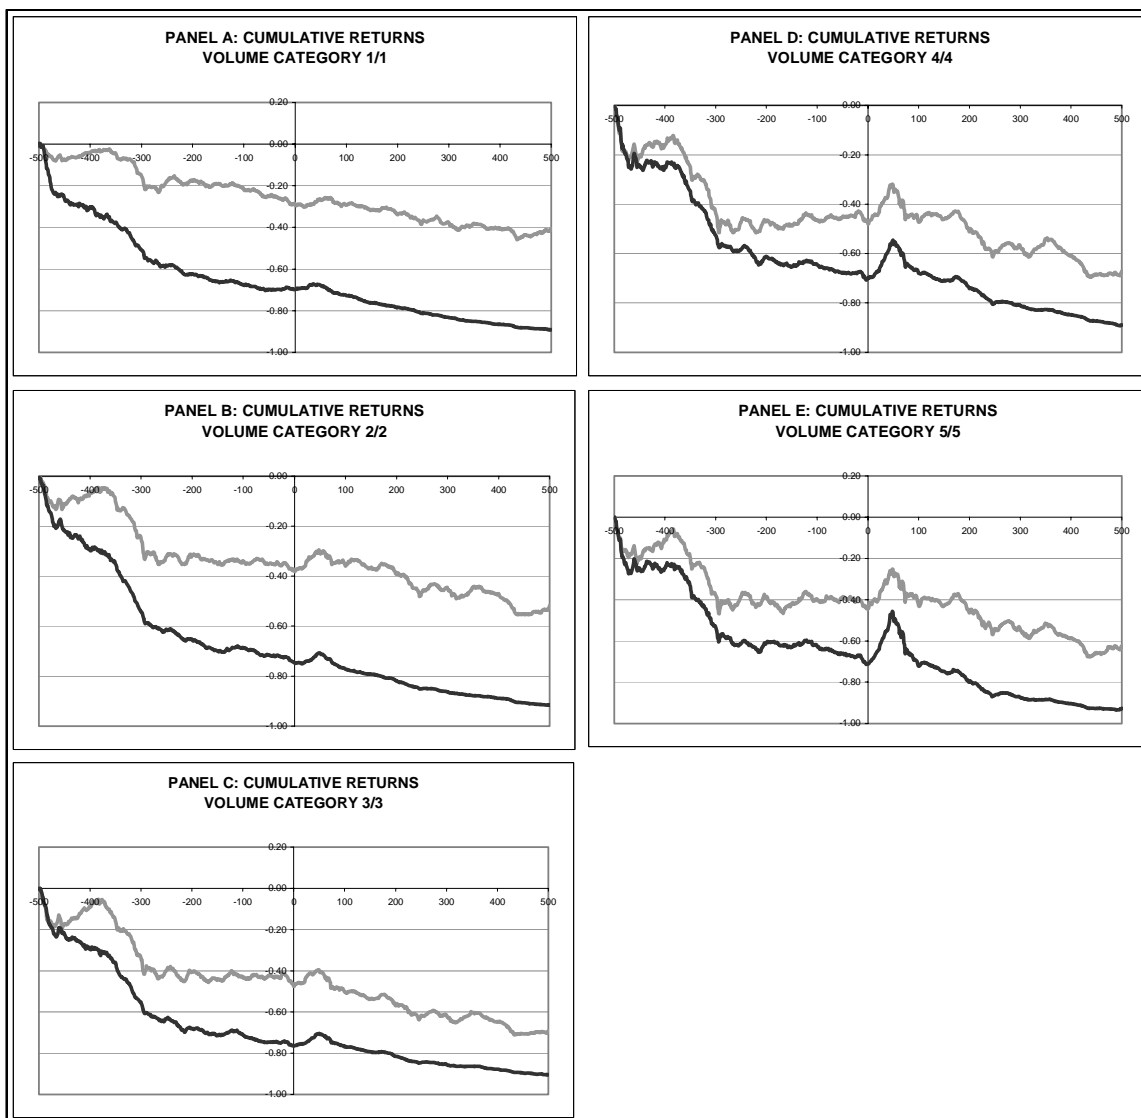 PANEL A: CUMULATIVE RETURNS
VOLUME CATEGORY 1/1
0.20
0.00
-500 -400 -300 -200 -100 0 100 200 300 400 500
-0.20
-0.40
-0.60
-0.80
-1.00
PANEL D: CUMULATIVE RETURNS
VOLUME CATEGORY 4/4
0.00
-500 -400 -300 -200 -100 0 100 200 300 400 500
-0.20
-0.40
-0.60
-0.80
-1.00
PANEL B: CUMULATIVE RETURNS
VOLUME CATEGORY 2/2
0.00
-500 -400 -300 -200 -100 0 100 200 300 400 500
-0.20
-0.40
-0.60
-0.80
-1.00
PANEL E: CUMULATIVE RETURNS
VOLUME CATEGORY 5/5
0.20
0.00
-500 -400 -300 -200 -100 0 100 200 300 400 500
-0.20
-0.40
-0.60
-0.80
-1.00
PANEL C: CUMULATIVE RETURNS
VOLUME CATEGORY 3/3
0.20
0.00
-500 -400 -300 -200 -100 0 100 200 300 400 500
-0.20
-0.40
-0.60
-0.80
-1.00